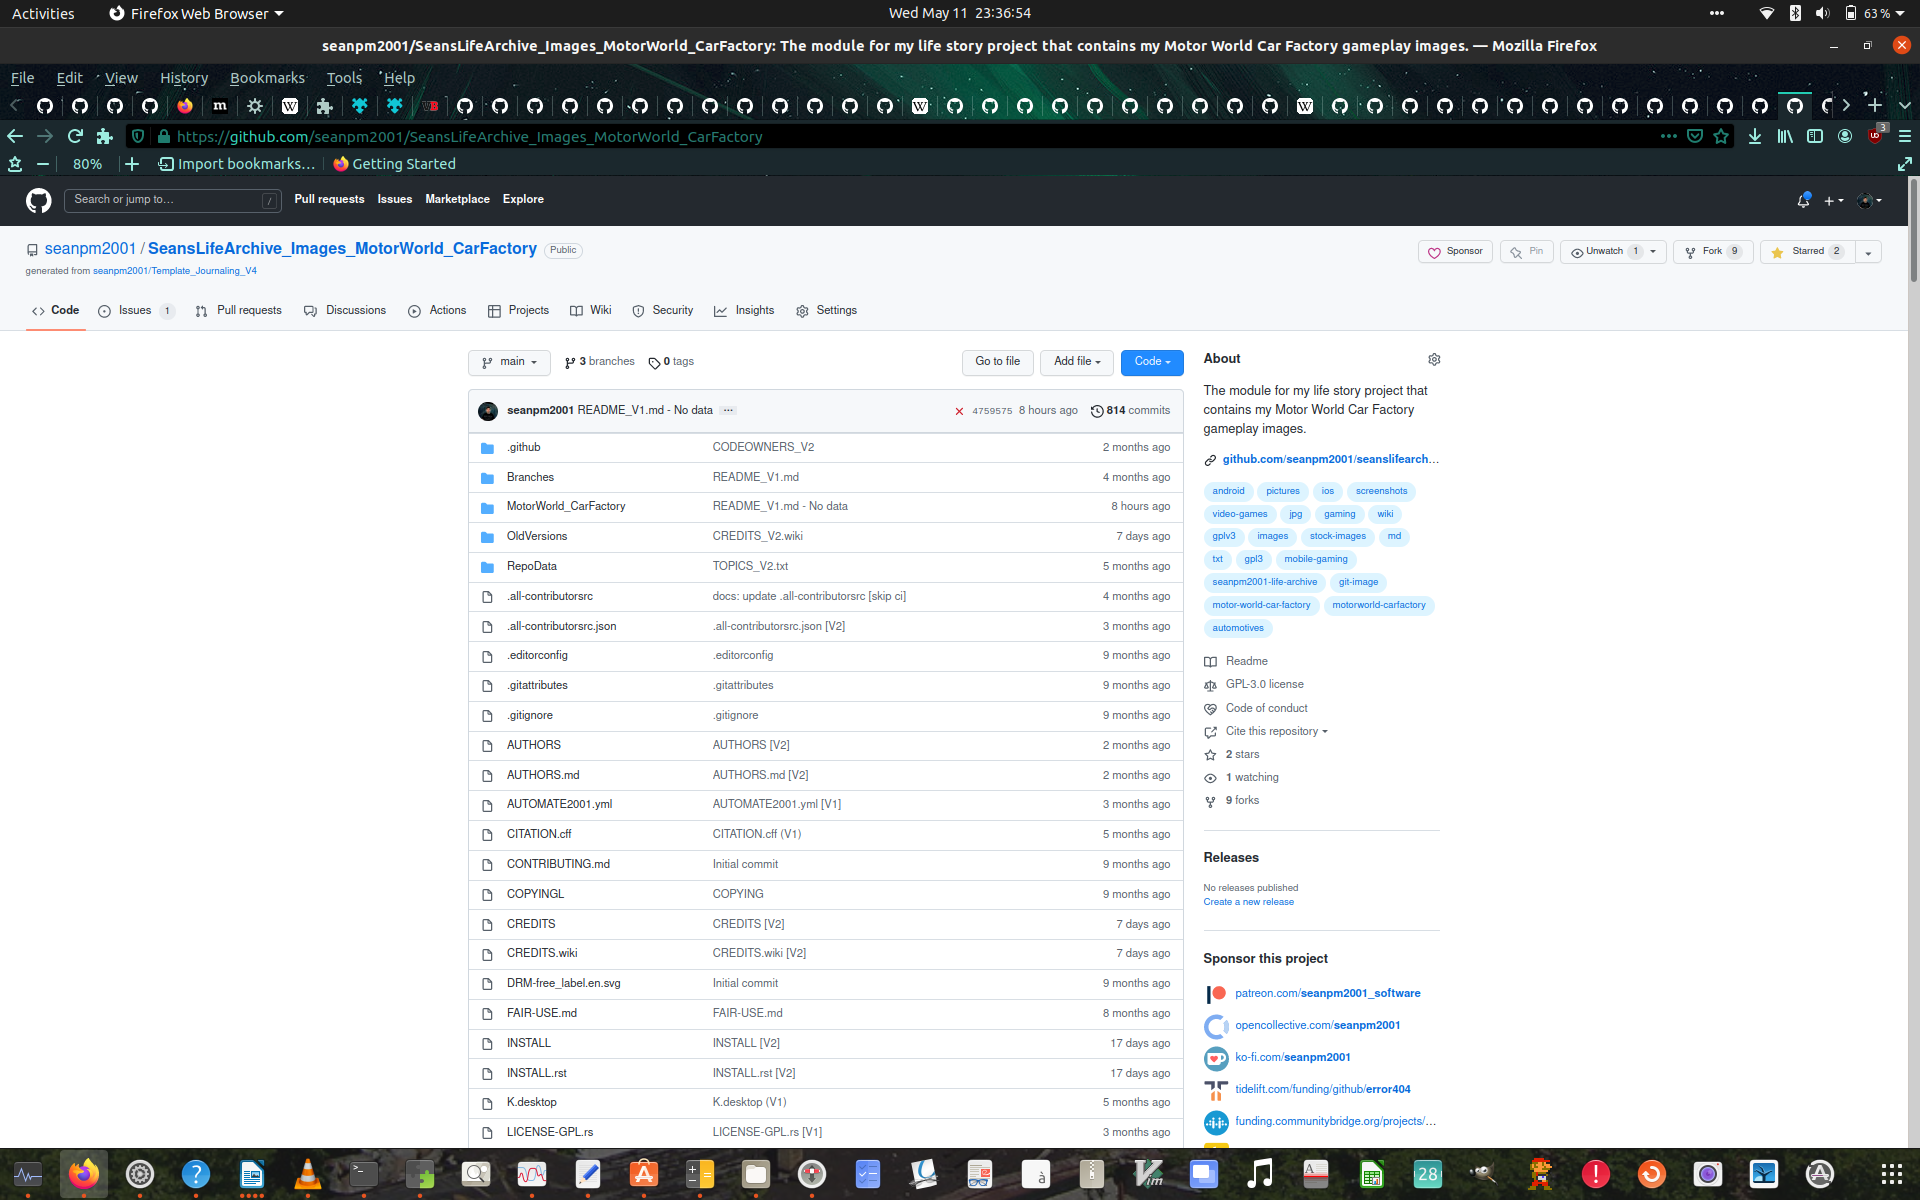 Activities Firefox Web Browser Wed May 11 23:36:54 63 %
seanpm2001/SeansLifeArchive_Images_MotorWorld_CarFactory: The module for my life story project that contains my Motor World Car Factory gameplay images. — Mozilla Firefox
File Edit View History Bookmarks Tools Help
https://github.com/seanpm2001/SeansLifeArchive_Images_MotorWorld_CarFactory 3
80% Import bookmarks... Getting Started
Search or jump to... / Pull requests Issues Marketplace Explore
seanpm2001 / SeansLifeArchive_Images_MotorWorld_CarFactory Public Sponsor Pin Unwatch 1 Fork 9 Starred 2
generated from seanpm2001/Template_Journaling_V4
Code Issues 1 Pull requests Discussions Actions Projects Wiki Security Insights Settings
main 3 branches 0 tags Go to file Add file Code
seanpm2001 README_V1.md - No data 4759575 8 hours ago 814 commits
.github CODEOWNERS_V2 2 months ago
Branches README_V1.md 4 months ago
MotorWorld_CarFactory README_V1.md - No data 8 hours ago
OldVersions CREDITS_V2.wiki 7 days ago
RepoData TOPICS_V2.txt 5 months ago
.all-contributorsrc docs: update .all-contributorsrc [skip ci] 4 months ago
.all-contributorsrc.json .all-contributorsrc.json [V2] 3 months ago
.editorconfig .editorconfig 9 months ago
.gitattributes .gitattributes 9 months ago
.gitignore .gitignore 9 months ago
AUTHORS AUTHORS [V2] 2 months ago
AUTHORS.md AUTHORS.md [V2] 2 months ago
AUTOMATE2001.yml AUTOMATE2001.yml [V1] 3 months ago
CITATION.cff CITATION.cff (V1) 5 months ago
CONTRIBUTING.md Initial commit 9 months ago
COPYINGL COPYING 9 months ago
CREDITS CREDITS [V2] 7 days ago
CREDITS.wiki CREDITS.wiki [V2] 7 days ago
DRM-free_label.en.svg Initial commit 9 months ago
FAIR-USE.md FAIR-USE.md 8 months ago
INSTALL INSTALL [V2] 17 days ago
INSTALL.rst INSTALL.rst [V2] 17 days ago
K.desktop K.desktop (V1) 5 months ago
LICENSE-GPL.rs LICENSE-GPL.rs [V1] 3 months ago
About
The module for my life story project that
contains my Motor World Car Factory
gameplay images.
github.com/seanpm2001/seanslifearch...
android pictures ios screenshots
video-games jpg gaming wiki
gplv3 images stock-images md
txt gpl3 mobile-gaming
seanpm2001-life-archive git-image
motor-world-car-factory motorworld-carfactory
automotives
Readme
GPL-3.0 license
Code of conduct
Cite this repository
2 stars
1 watching
9 forks
Releases
No releases published
Create a new release
Sponsor this project
patreon.com/seanpm2001_software
opencollective.com/seanpm2001
ko-fi.com/seanpm2001
tidelift.com/funding/github/error404
funding.communitybridge.org/projects/...
28